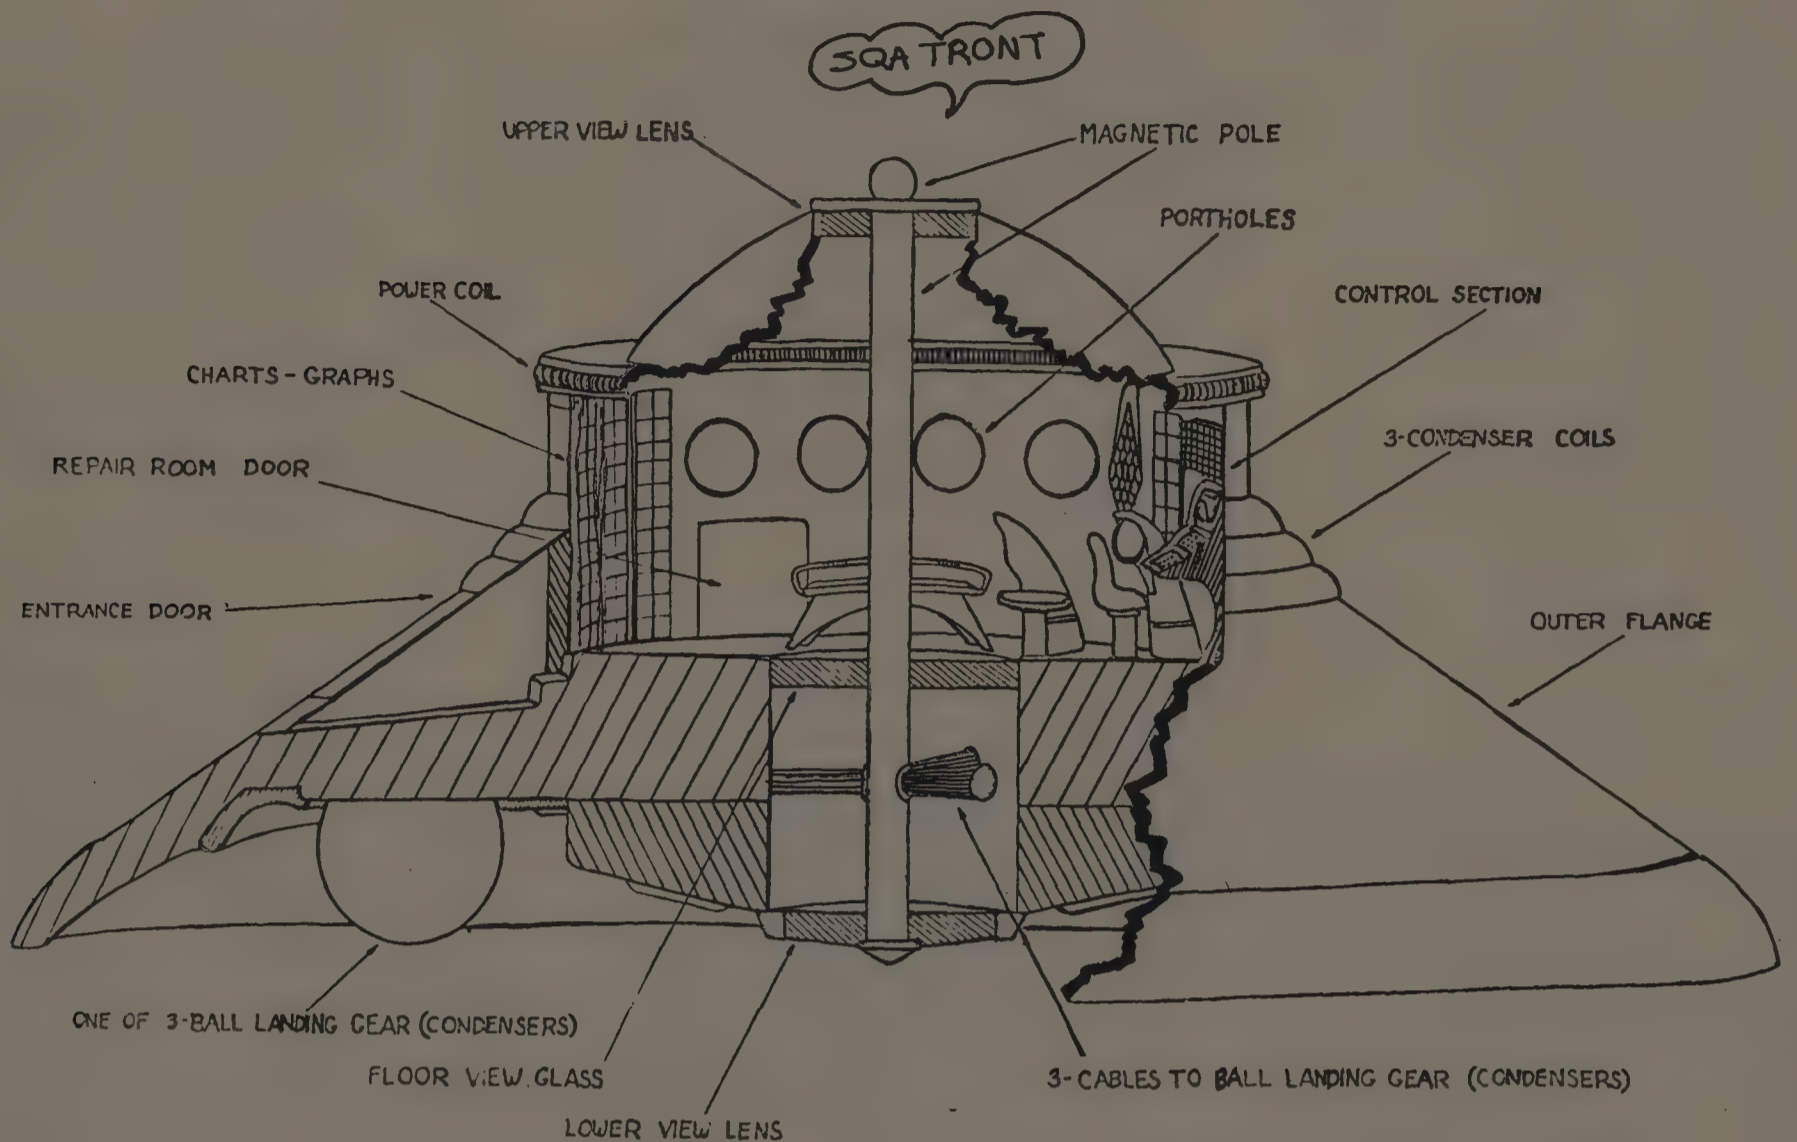 SQA TRONT
UPPER VIEW LENS
MAGNETIC POLE
PORTHOLES
POWER COIL
CONTROL SECTION
CHARTS-GRAPHS
3-CONDENSER COILS
REPAIR ROOM DOOR
ENTRANCE DOOR
OUTER FLANGE
ONE OF 3-BALL LANDING GEAR (CONDENSERS)
FLOOR VIEW GLASS
3-CABLES TO BALL LANDING GEAR (CONDENSERS)
LOWER VIEW LENS